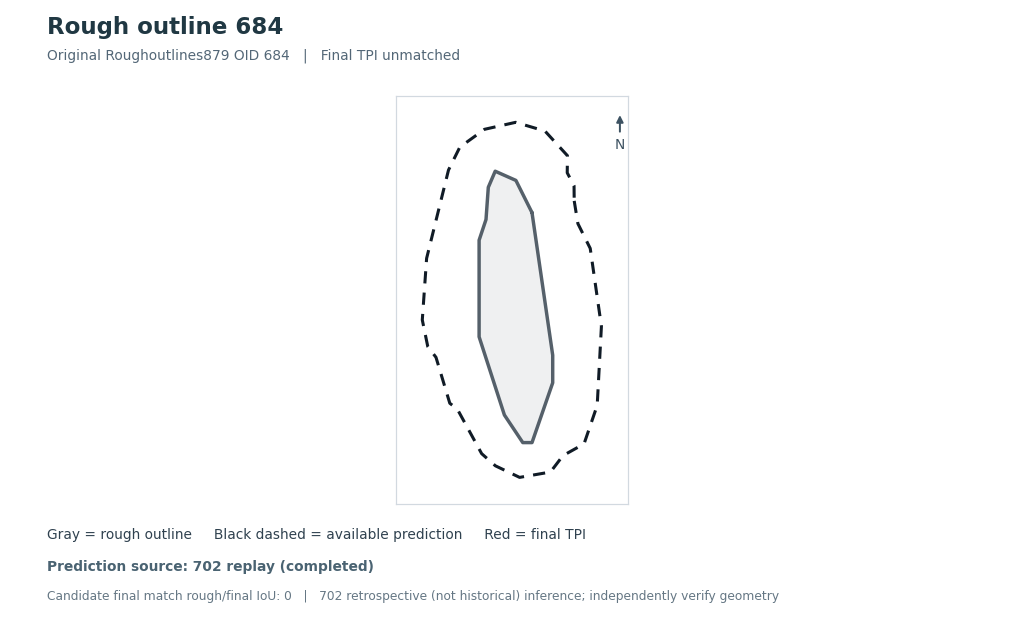 Rough outline 684
Original Roughoutlines879 OID 684   |   Final TPI unmatched
N
Gray = rough outline     Black dashed = available prediction     Red = final TPI
Prediction source: 702 replay (completed)
Candidate final match rough/final IoU: 0   |   702 retrospective (not historical) inference; independently verify geometry